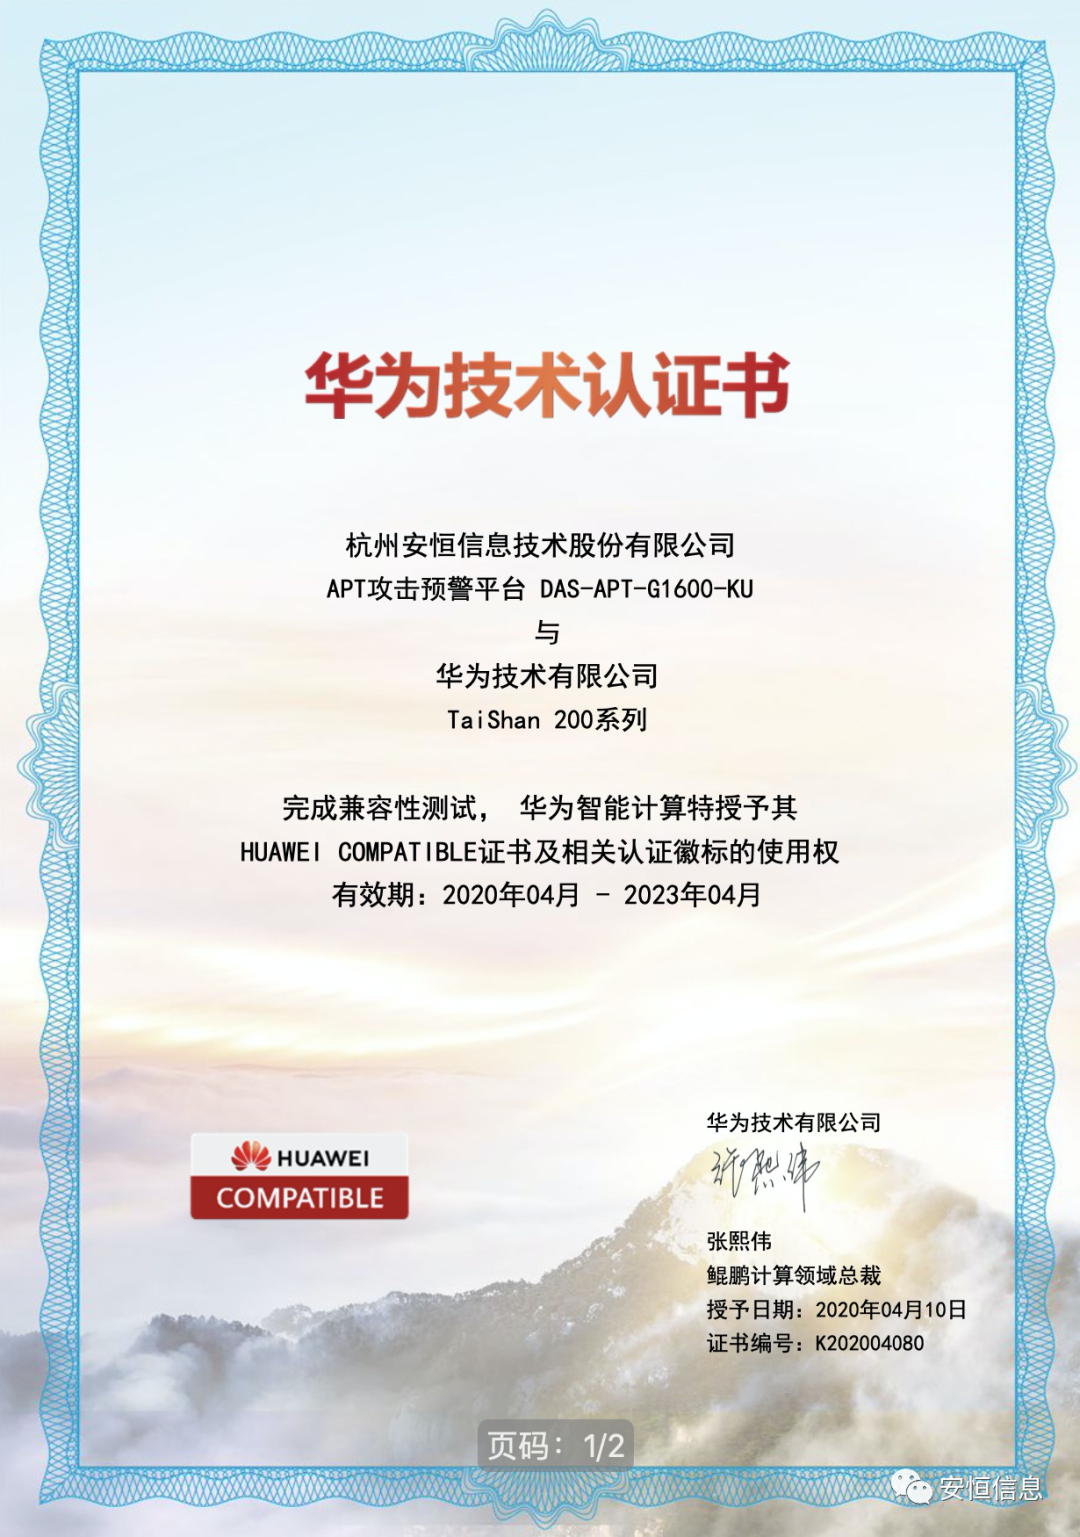 华为技术认证书
杭州安恒信息技术股份有限公司
APT攻击预警平台 DAS-APT-G1600-KU
与
华为技术有限公司
TaiShan 200系列
完成兼容性测试， 华为智能计算特授予其
HUAWEI COMPATIBLE证书及相关认证徽标的使用权
有效期：2020年04月 - 2023年04月
HUAWEI
COMPATIBLE
华为技术有限公司
张熙伟
鲲鹏计算领域总裁
授予日期：2020年04月10日
证书编号：K202004080
页码：1/2
安恒信息